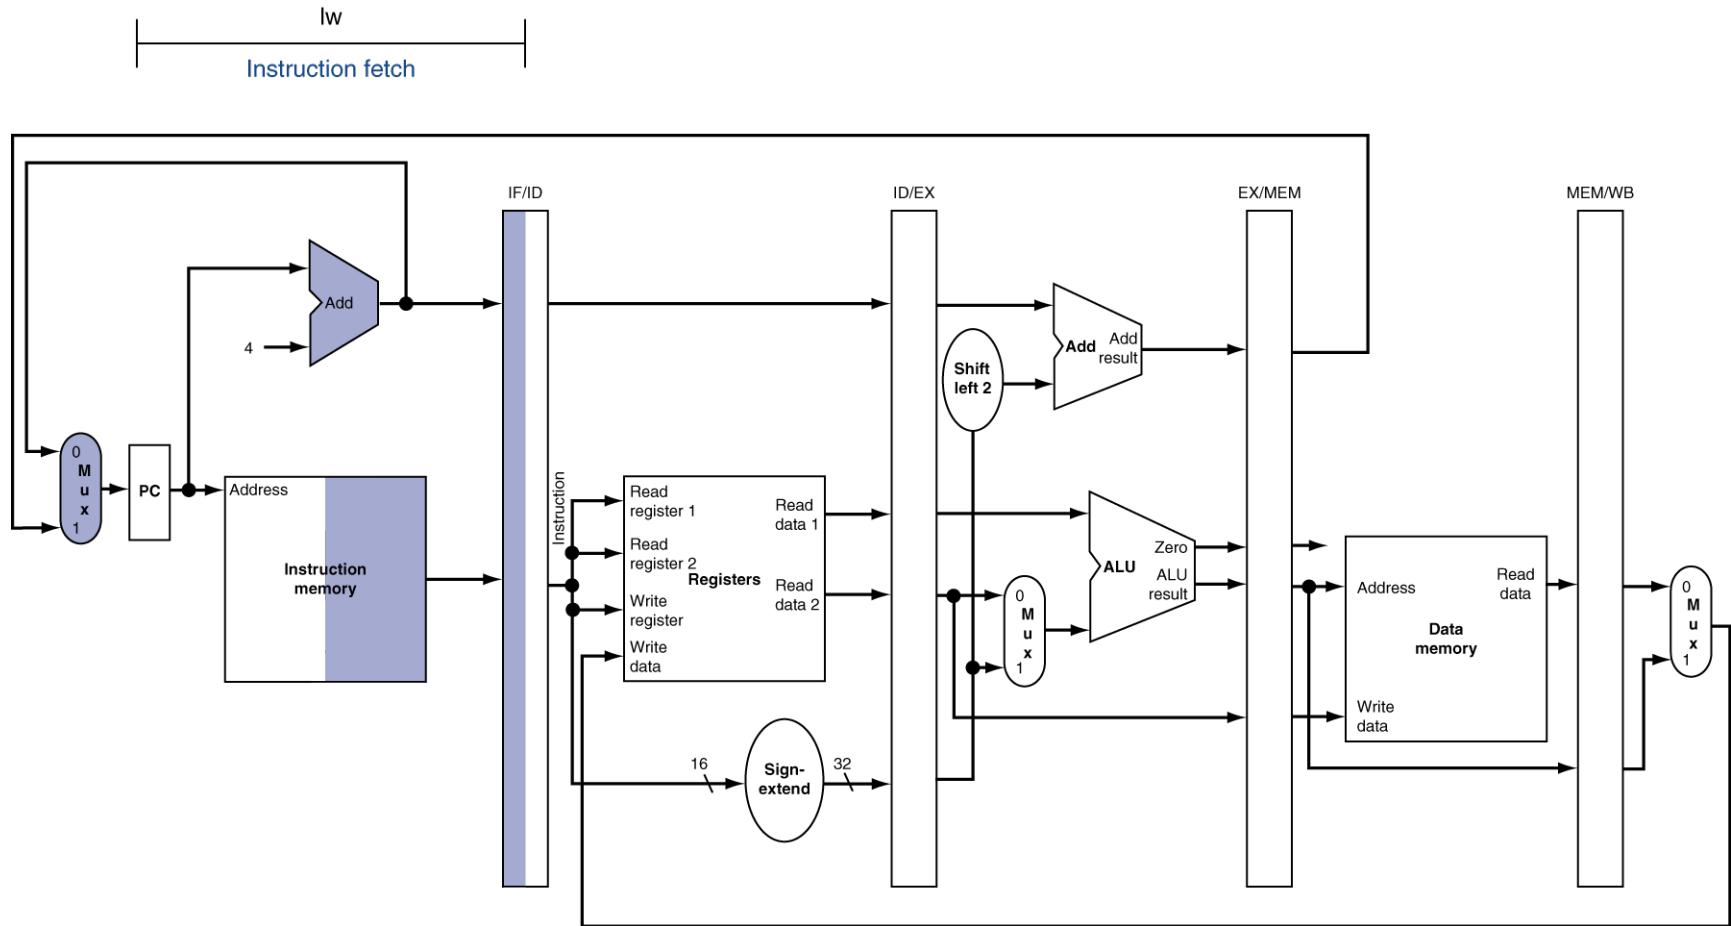 lw
Instruction fetch
IF/ID
ID/EX
EX/MEM
MEM/WB
Add
4
Add
Add
result
Shift
left 2
0
M
u
x
1
PC
Address
Instruction
memory
Instruction
Read
register 1
Read
register 2
Write
register
Write
data
Registers
Read
data 1
Read
data 2
16
Sign-
extend
32
0
M
u
x
1
ALU
Zero
ALU
result
Address
Read
data
Data
memory
Write
data
0
M
u
x
1